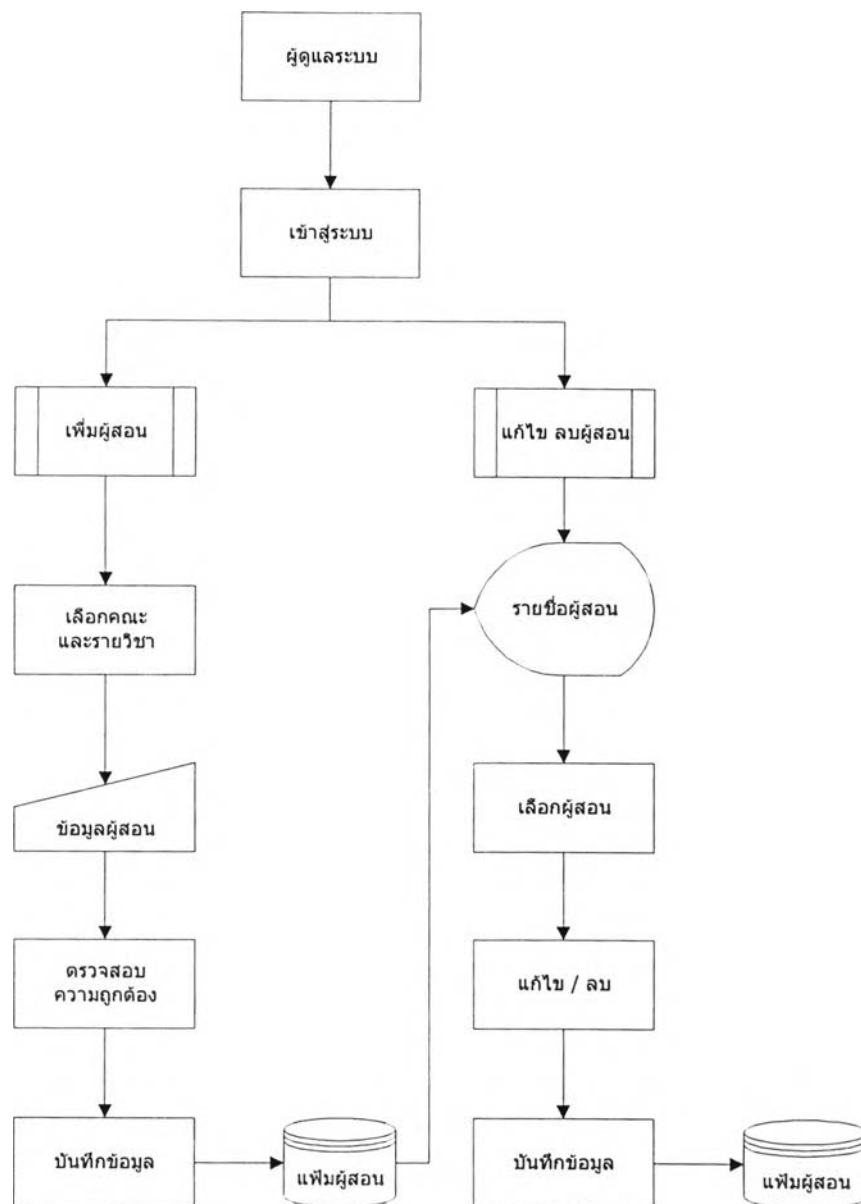 ผู้ดูแลระบบ
เข้าสู่ระบบ
เพิ่มผู้สอน
แก้ไข ลบผู้สอน
เลือกคณะ
และรายวิชา
รายชื่อผู้สอน
ข้อมูลผู้สอน
เลือกผู้สอน
ตรวจสอบ
ความถูกต้อง
แก้ไข / ลบ
บันทึกข้อมูล
แฟ้มผู้สอน
บันทึกข้อมูล
แฟ้มผู้สอน